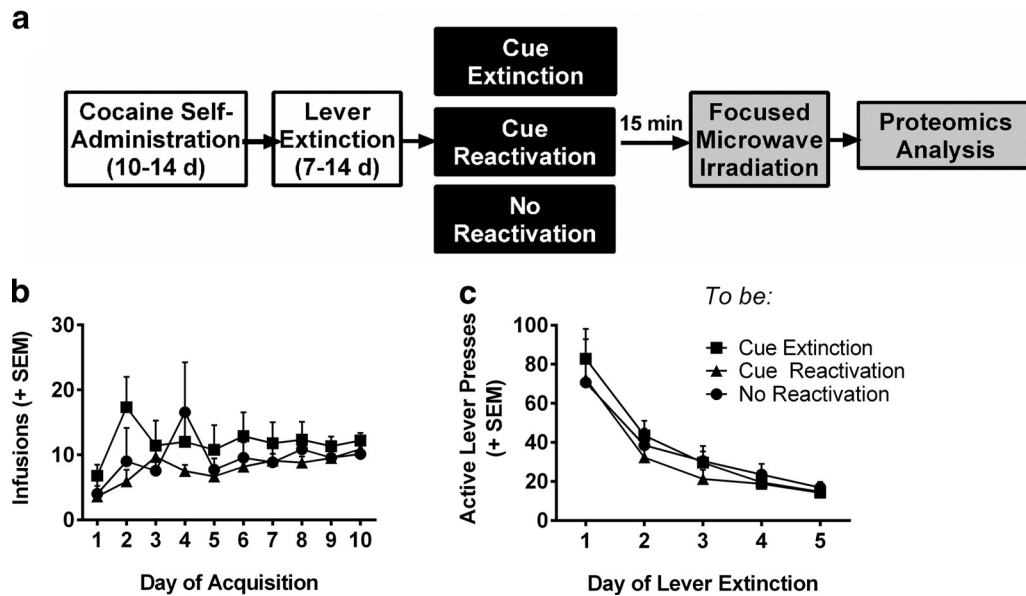 a
Cocaine Self-
Administration
(10-14 d)
Lever
Extinction
(7-14 d)
Cue
Extinction
Cue
Reactivation
No
Reactivation
15 min
Focused
Microwave
Irradiation
Proteomics
Analysis
b
Infusions (+ SEM)
30
20
10
0
1 2 3 4 5 6 7 8 9 10
Day of Acquisition
c
Active Lever Presses
(+ SEM)
100
80
60
40
20
0
1 2 3 4 5
Day of Lever Extinction
To be:
Cue Extinction
Cue Reactivation
No Reactivation